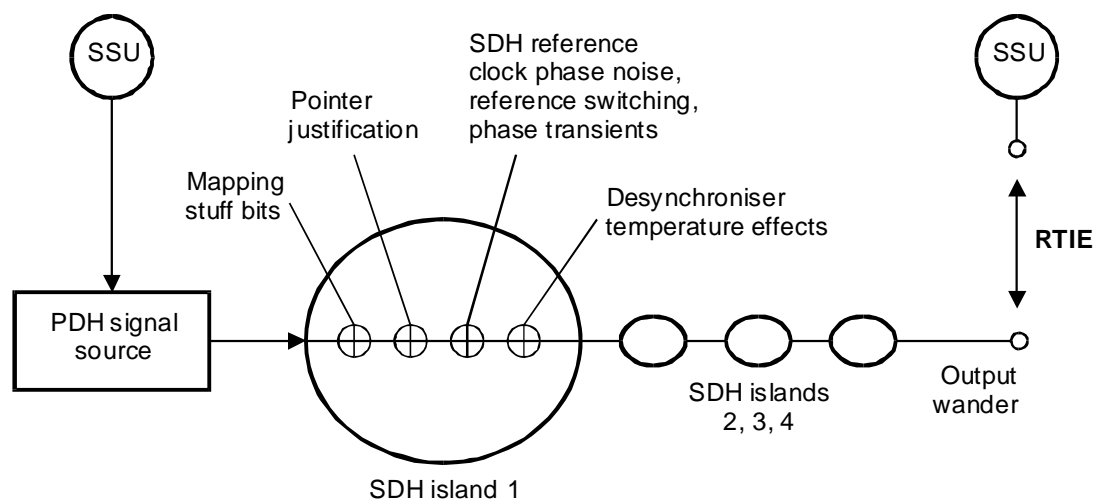 SSU
SDH reference
clock phase noise,
reference switching,
phase transients
SSU
Pointer
justification
Mapping
stuff bits
Desynchroniser
temperature effects
RTIE
PDH signal
source
SDH islands
2, 3, 4
Output
wander
SDH island 1